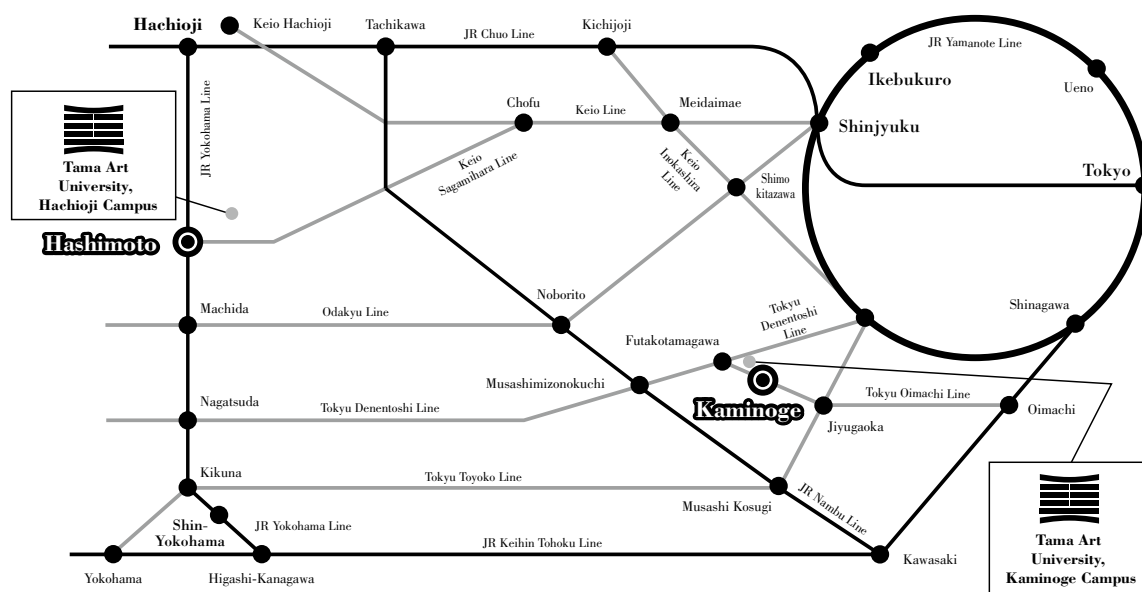 Hachioji
Keio Hachioji
Tachikawa
JR Chuo Line
Kichijoji
JR Yamanote Line
Ikebukuro
Ueno
JR Yokohama Line
Chofu
Keio Line
Meidaimae
Shinjyuku
Tama Art
University,
Hachioji Campus
Keio
Sagamihara Line
Keio
Inokashira
Line
Shimo
kitazawa
Tokyo
Hashimoto
Machida
Odakyu Line
Noborito
Tokyu
Denentoshi
Line
Shinagawa
Futakotamagawa
Musashimizonokuchi
Kaminoge
Tokyu Oimachi Line
Nagatsuda
Tokyu Denentoshi Line
Jiyugaoka
Oimachi
Kikuna
Tokyu Toyoko Line
Musashi Kosugi
JR Nambu Line
Shin-
Yokohama
JR Yokohama Line
JR Keihin Tohoku Line
Yokohama
Higashi-Kanagawa
Kawasaki
Tama Art
University,
Kaminoge Campus